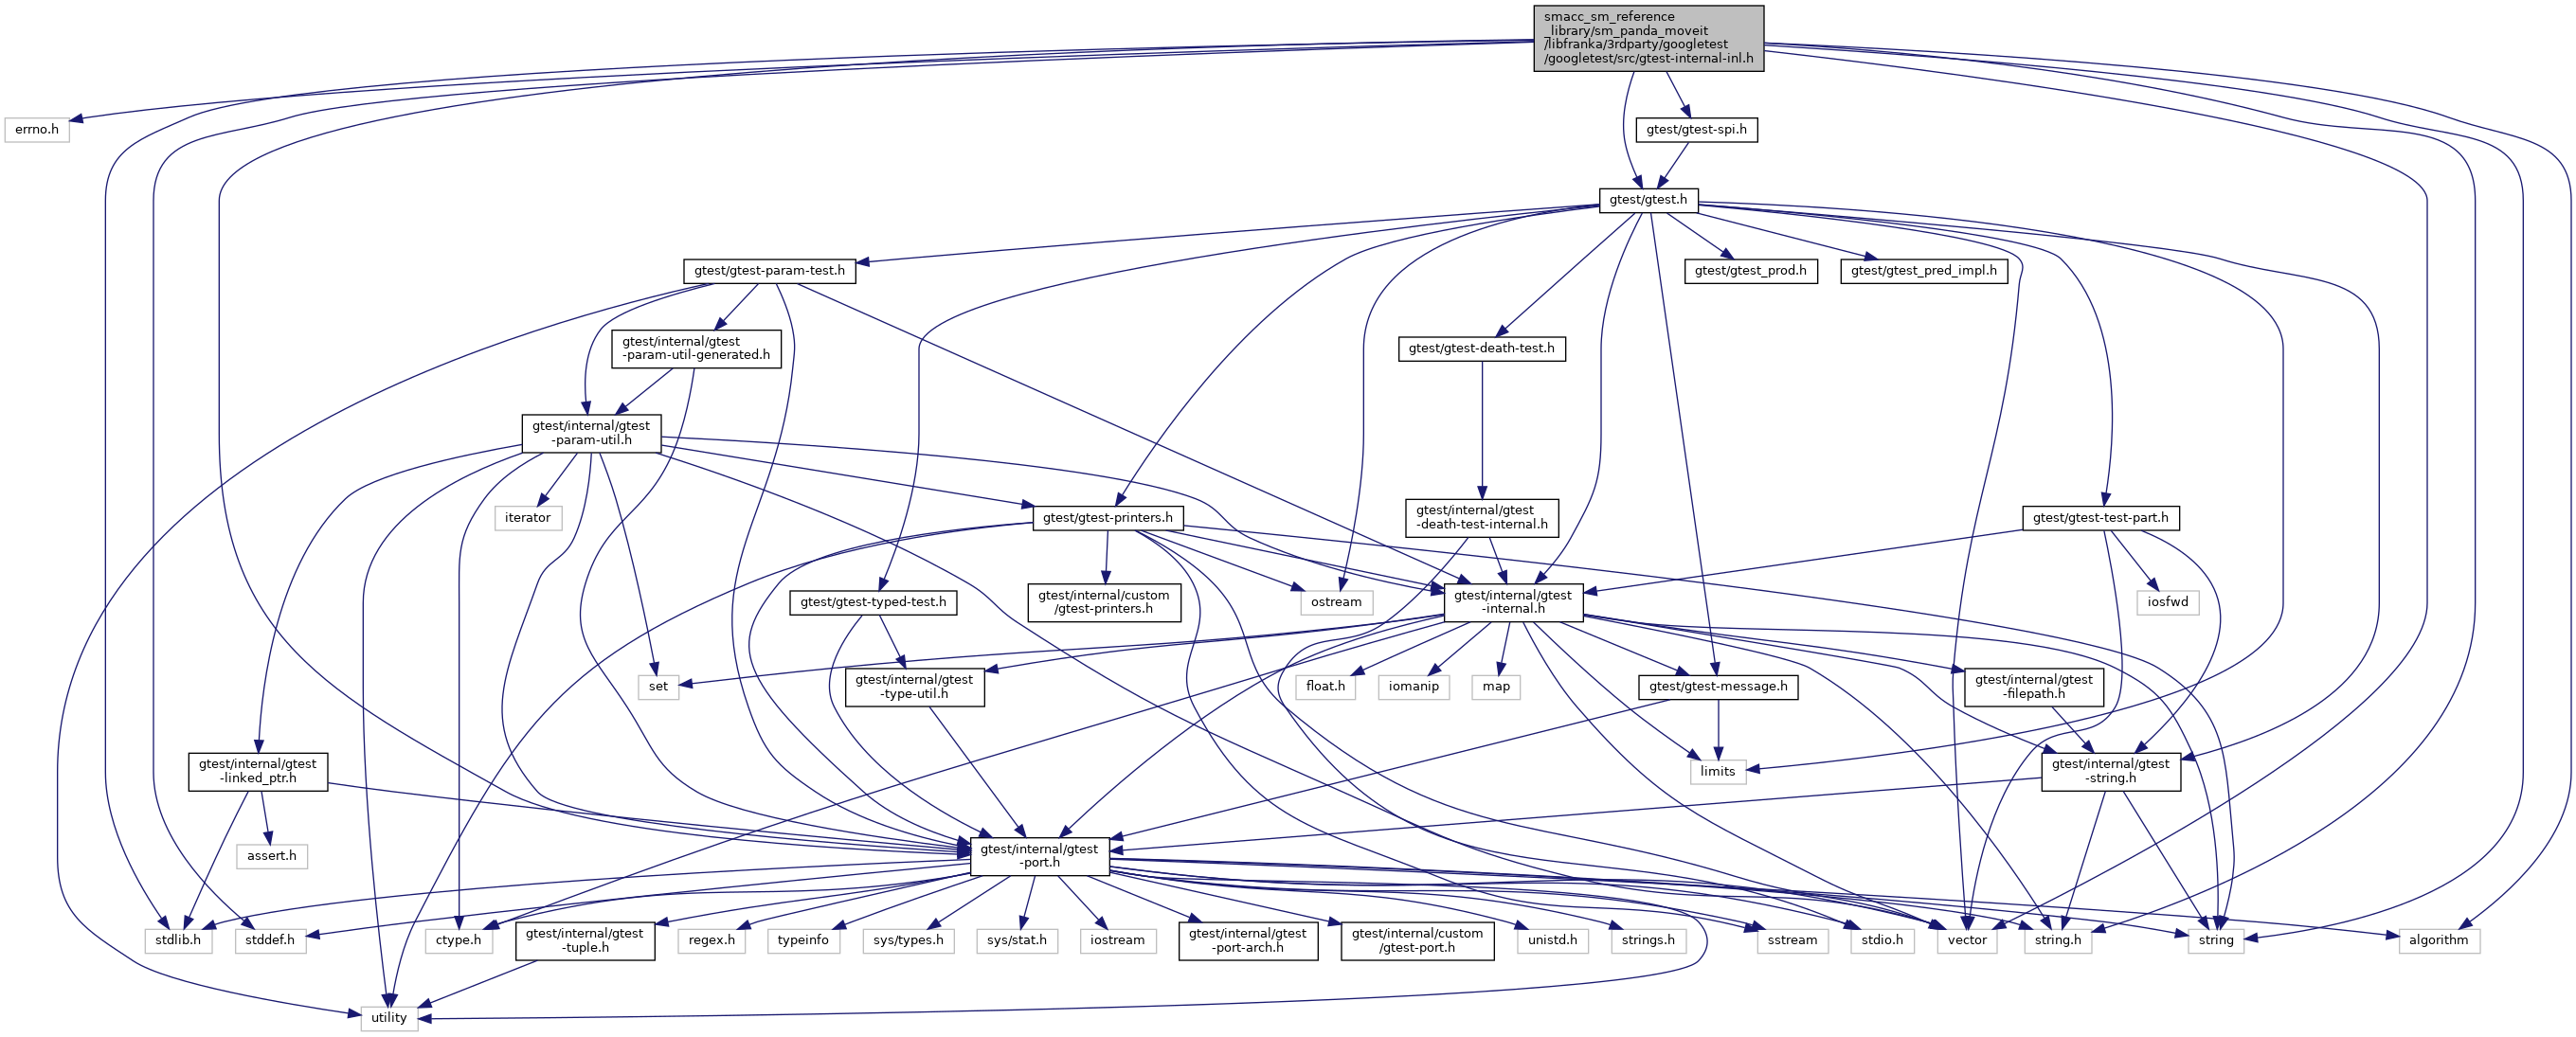 smacc_sm_reference
_library/sm_panda_moveit
/libfranka/3rdparty/googletest
/googletest/src/gtest-internal-inl.h
errno.h
gtest/gtest-spi.h
gtest/gtest.h
gtest/gtest-param-test.h
gtest/gtest_prod.h
gtest/gtest_pred_impl.h
gtest/internal/gtest
-param-util-generated.h
gtest/gtest-death-test.h
gtest/internal/gtest
-param-util.h
iterator
gtest/gtest-printers.h
gtest/internal/gtest
-death-test-internal.h
gtest/gtest-test-part.h
gtest/gtest-typed-test.h
gtest/internal/custom
/gtest-printers.h
ostream
gtest/internal/gtest
-internal.h
iosfwd
set
gtest/internal/gtest
-type-util.h
float.h
iomanip
map
gtest/gtest-message.h
gtest/internal/gtest
-filepath.h
gtest/internal/gtest
-linked_ptr.h
limits
gtest/internal/gtest
-string.h
assert.h
gtest/internal/gtest
-port.h
stdlib.h
stddef.h
ctype.h
gtest/internal/gtest
-tuple.h
regex.h
typeinfo
sys/types.h
sys/stat.h
iostream
gtest/internal/gtest
-port-arch.h
gtest/internal/custom
/gtest-port.h
unistd.h
strings.h
sstream
stdio.h
vector
string.h
string
algorithm
utility